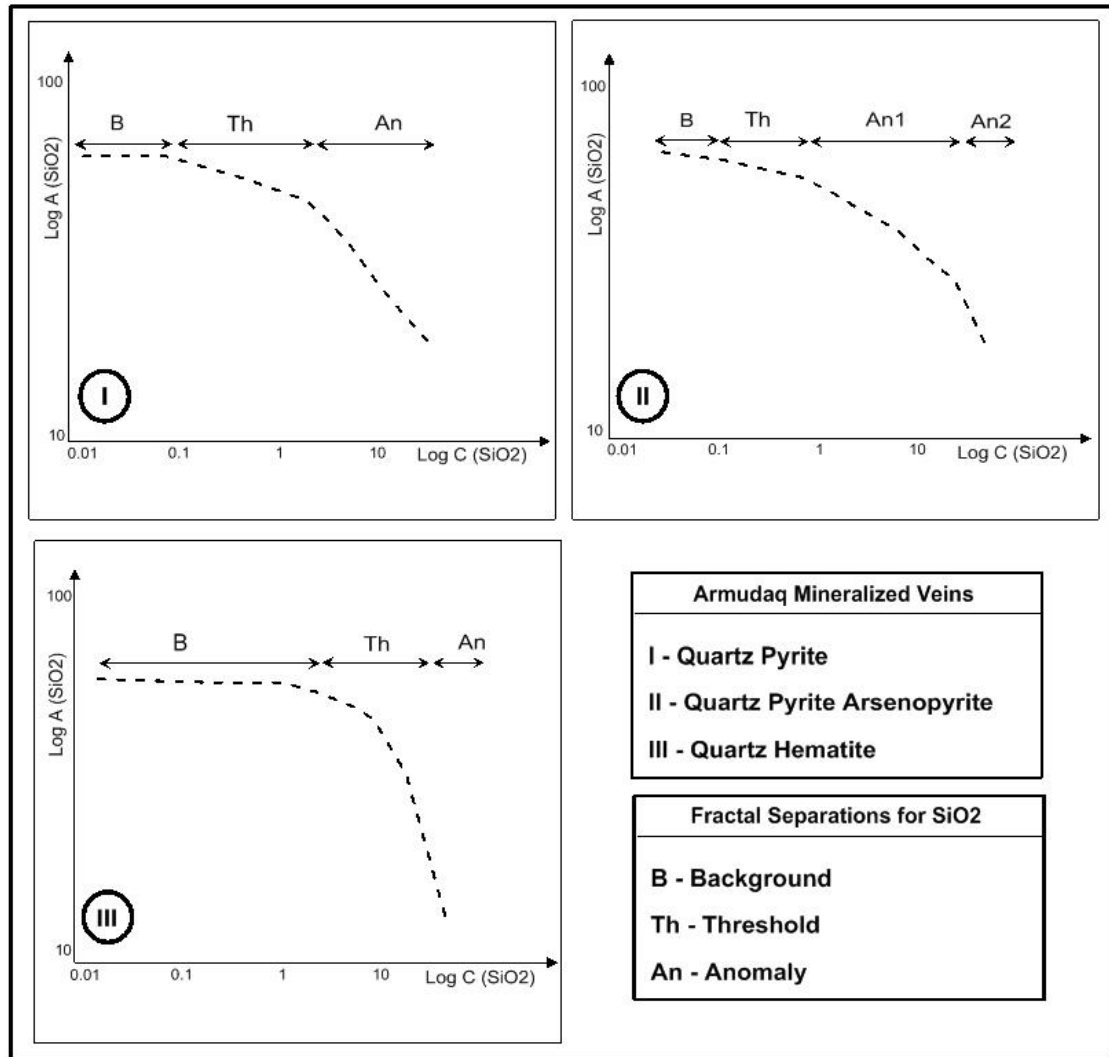 100
B Th An
Log A (SiO2)
I
10
0.01 0.1 1 10 Log C (SiO2)
100
B Th An1 An2
Log A (SiO2)
II
10
0.01 0.1 1 10 Log C (SiO2)
100
B Th An
Log A (SiO2)
III
10
0.01 0.1 1 10 Log C (SiO2)
Armudaq Mineralized Veins
I - Quartz Pyrite
II - Quartz Pyrite Arsenopyrite
III - Quartz Hematite
Fractal Separations for SiO2
B - Background
Th - Threshold
An - Anomaly